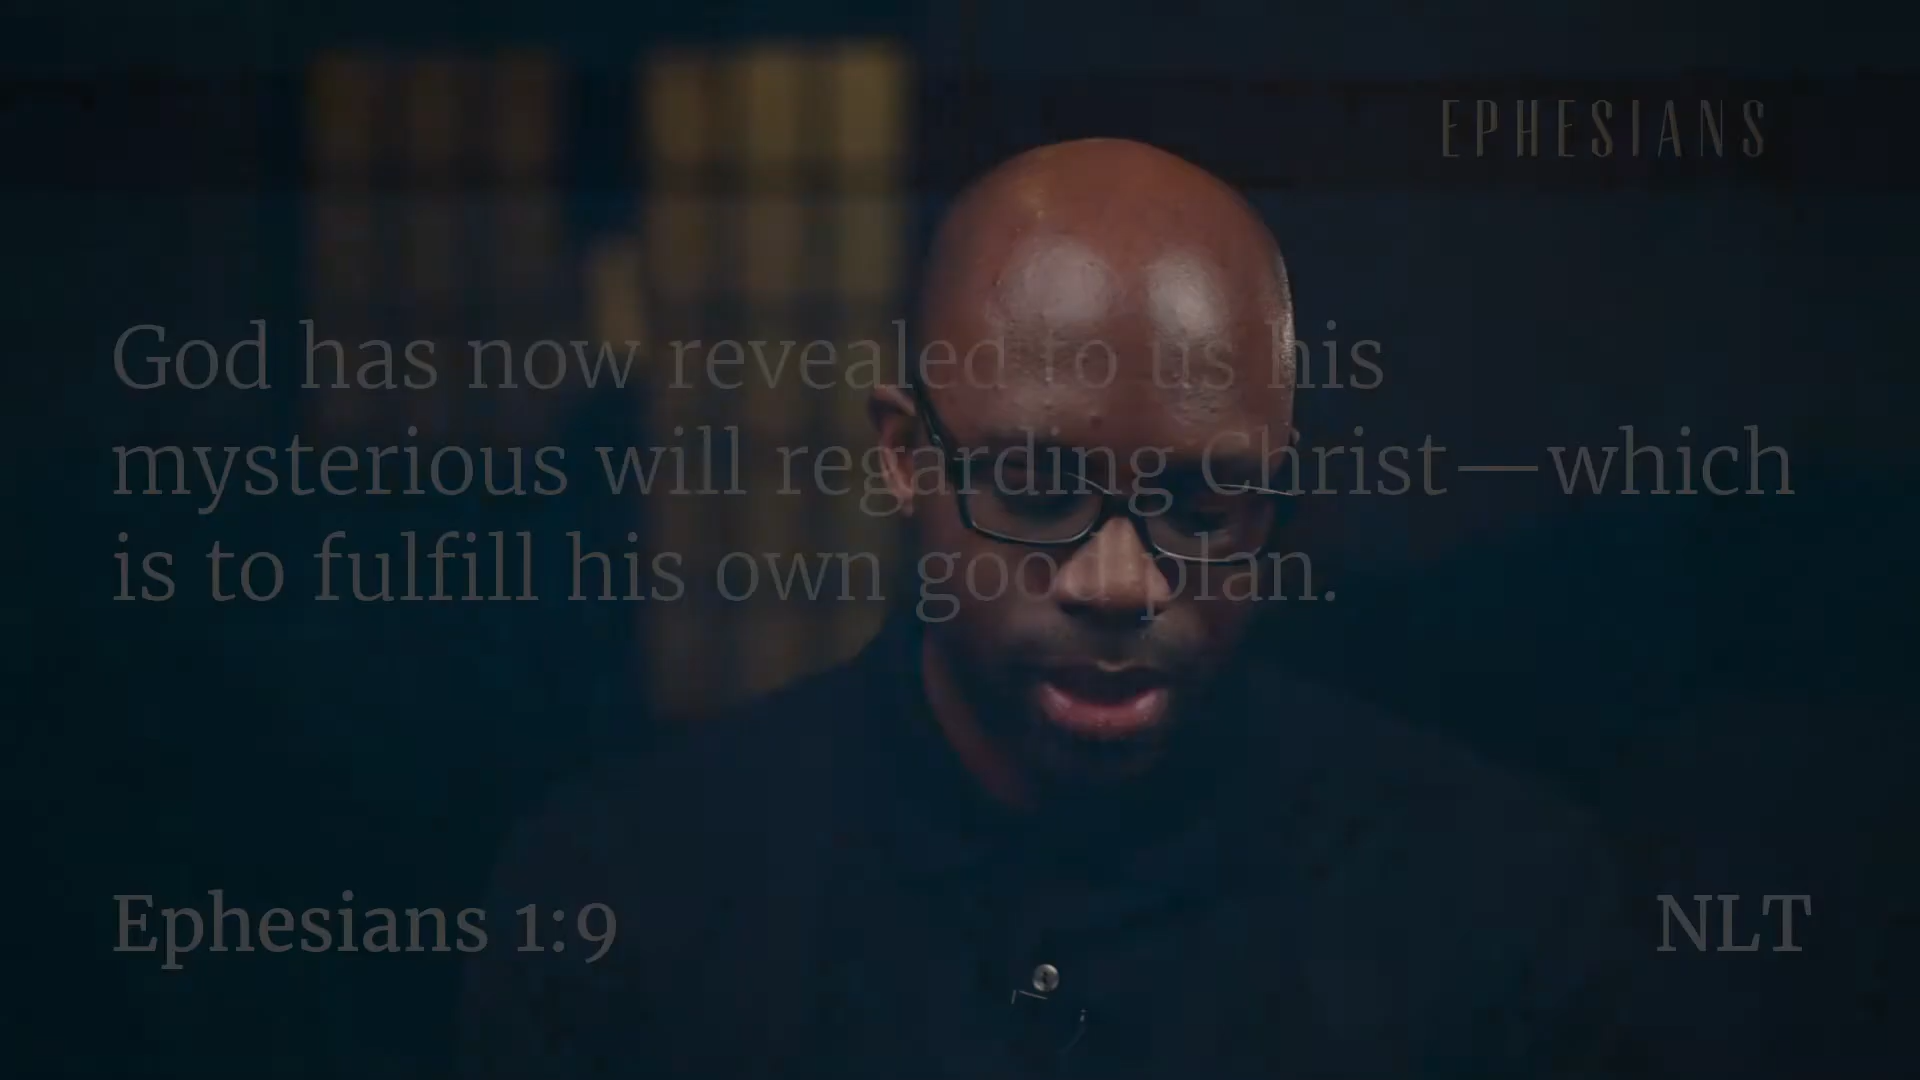 EPHESIANS
God has now revealed to us his
mysterious will regarding Christ—which
is to fulfill his own good plan.
Ephesians 1:9
NLT